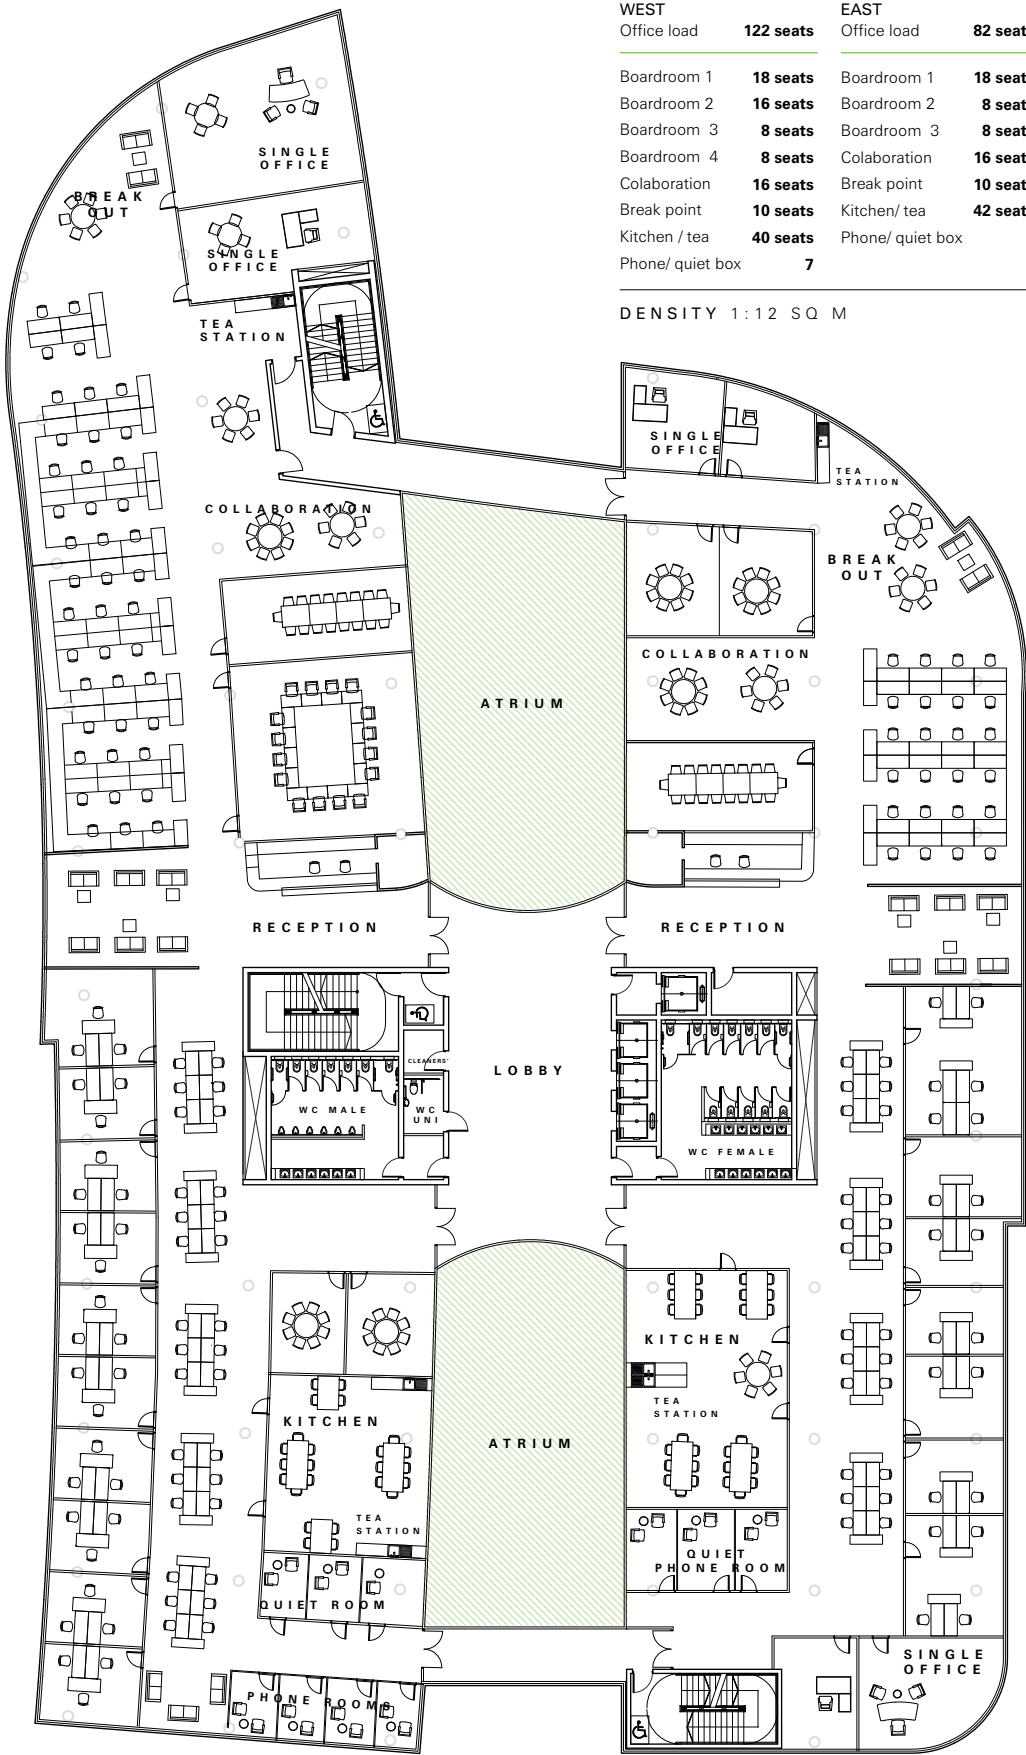 WEST
Office load 122 seats
Boardroom 1 18 seats
Boardroom 2 16 seats
Boardroom 3 8 seats
Boardroom 4 8 seats
Colaboration 16 seats
Break point 10 seats
Kitchen / tea 40 seats
Phone/ quiet box 7
EAST
Office load 82 seat
Boardroom 1 18 seat
Boardroom 2 8 seat
Boardroom 3 8 seat
Colaboration 16 seat
Break point 10 seat
Kitchen/ tea 42 seat
Phone/ quiet box
DENSITY 1:12 SQ M
SINGLE
OFFICE
BREAK
OUT
SINGLE
OFFICE
TEA
STATION
SINGLE
OFFICE
TEA
STATION
COLLABORATION
BREAK
OUT
COLLABORATION
ATRIUM
RECEPTION
RECEPTION
CLEANERS'
LOBBY
WC MALE
WC
UNI
WC FEMALE
KITCHEN
TEA
STATION
KITCHEN
ATRIUM
TEA
STATION
QUIET
PHONE ROOM
QUIET ROOM
SINGLE
OFFICE
PHONE ROOMS